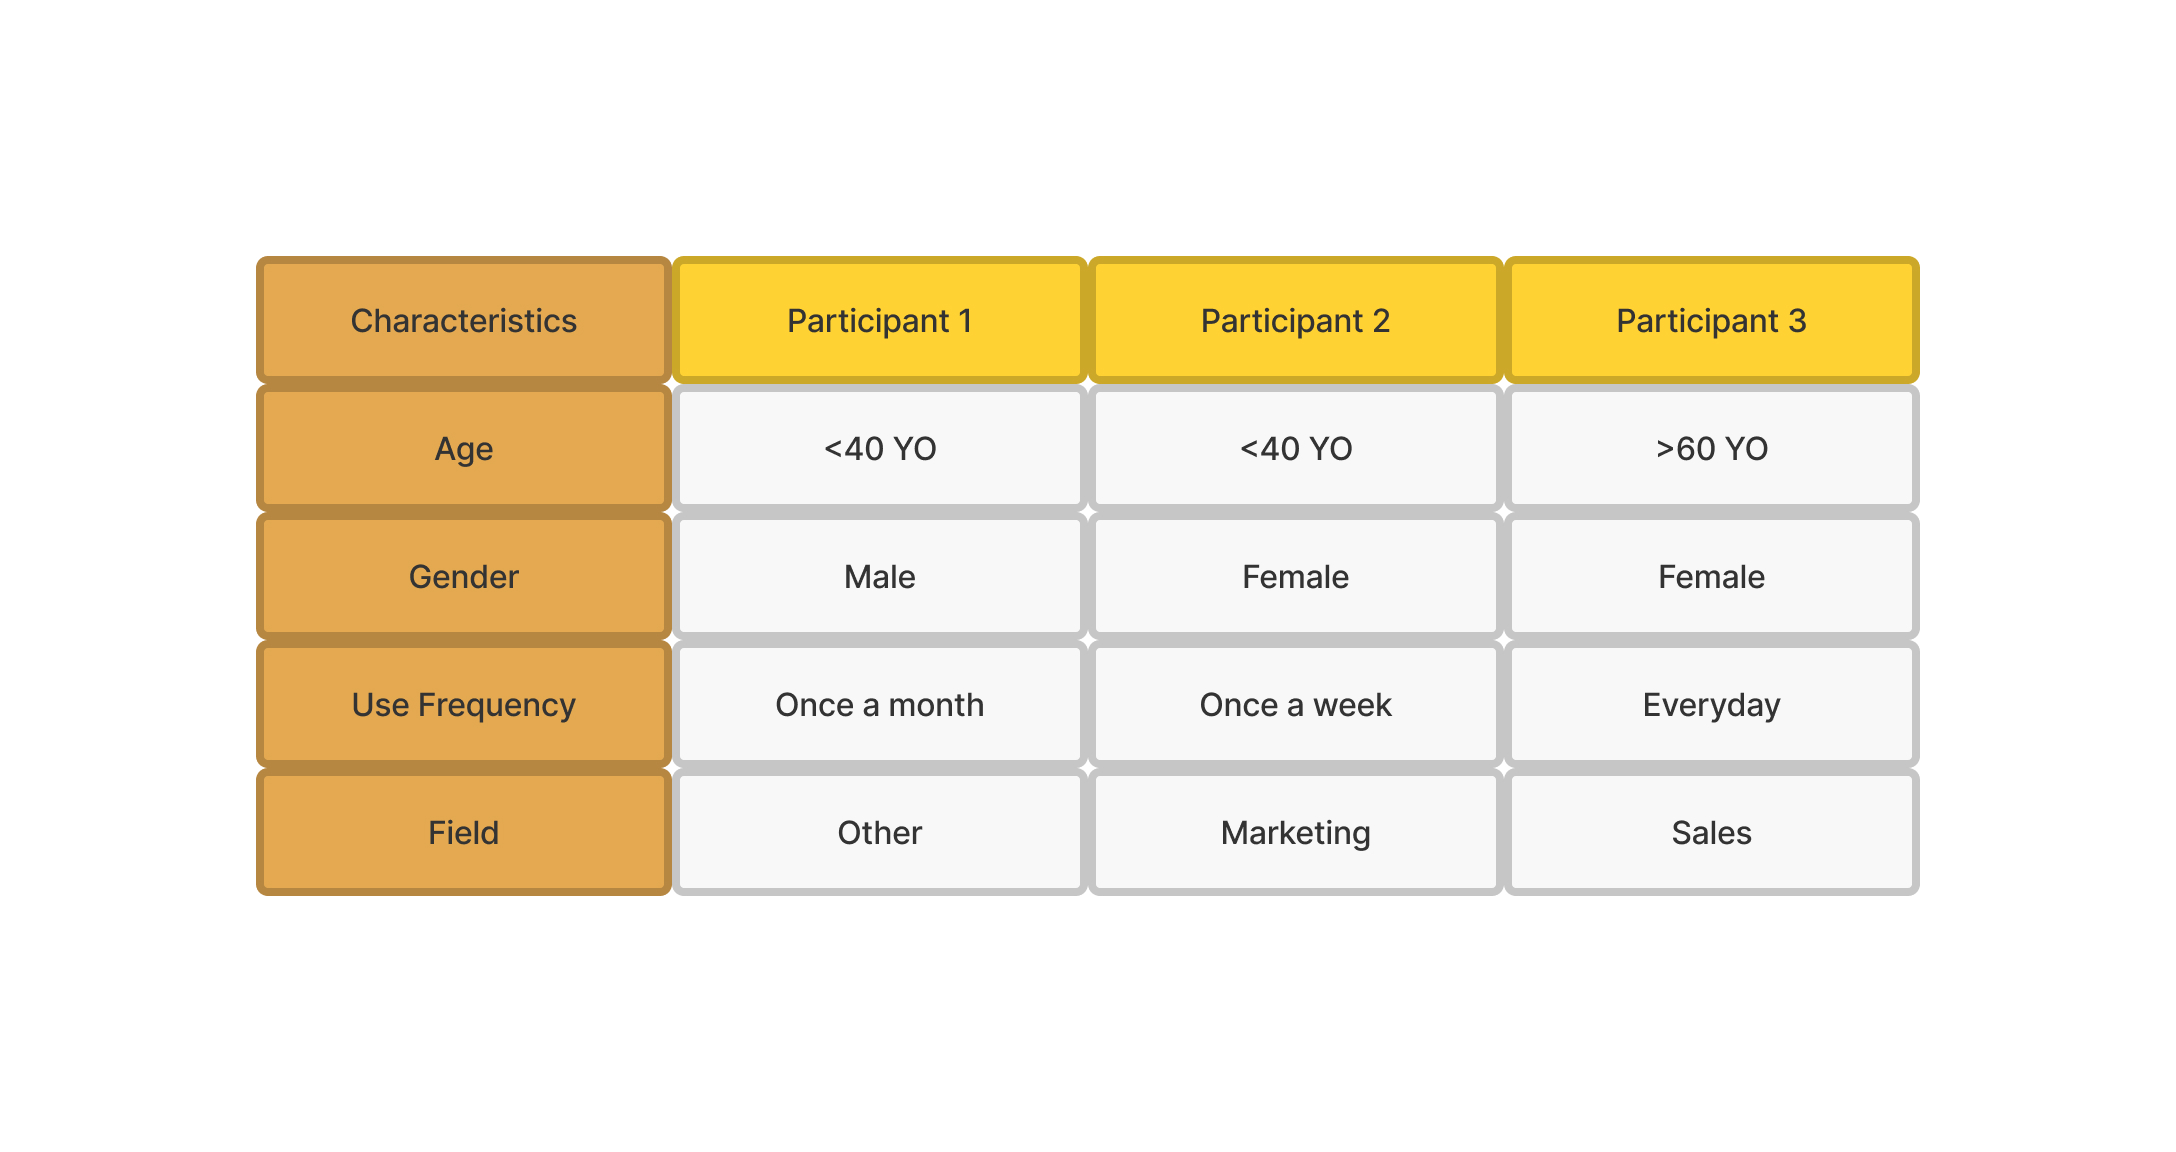 Characteristics
Participant 1
Participant 2
Participant 3
Age
<40 YO
<40 YO
>60 YO
Gender
Male
Female
Female
Use Frequency
Once a month
Once a week
Everyday
Field
Other
Marketing
Sales